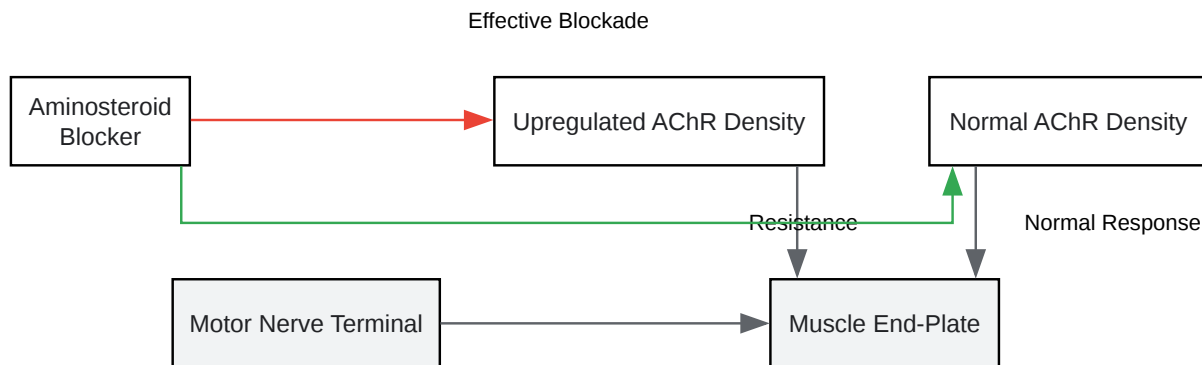 Effective Blockade
Aminosteroid
Blocker
Upregulated AChR Density
Normal AChR Density
Resistance
Normal Response
Motor Nerve Terminal
Muscle End-Plate